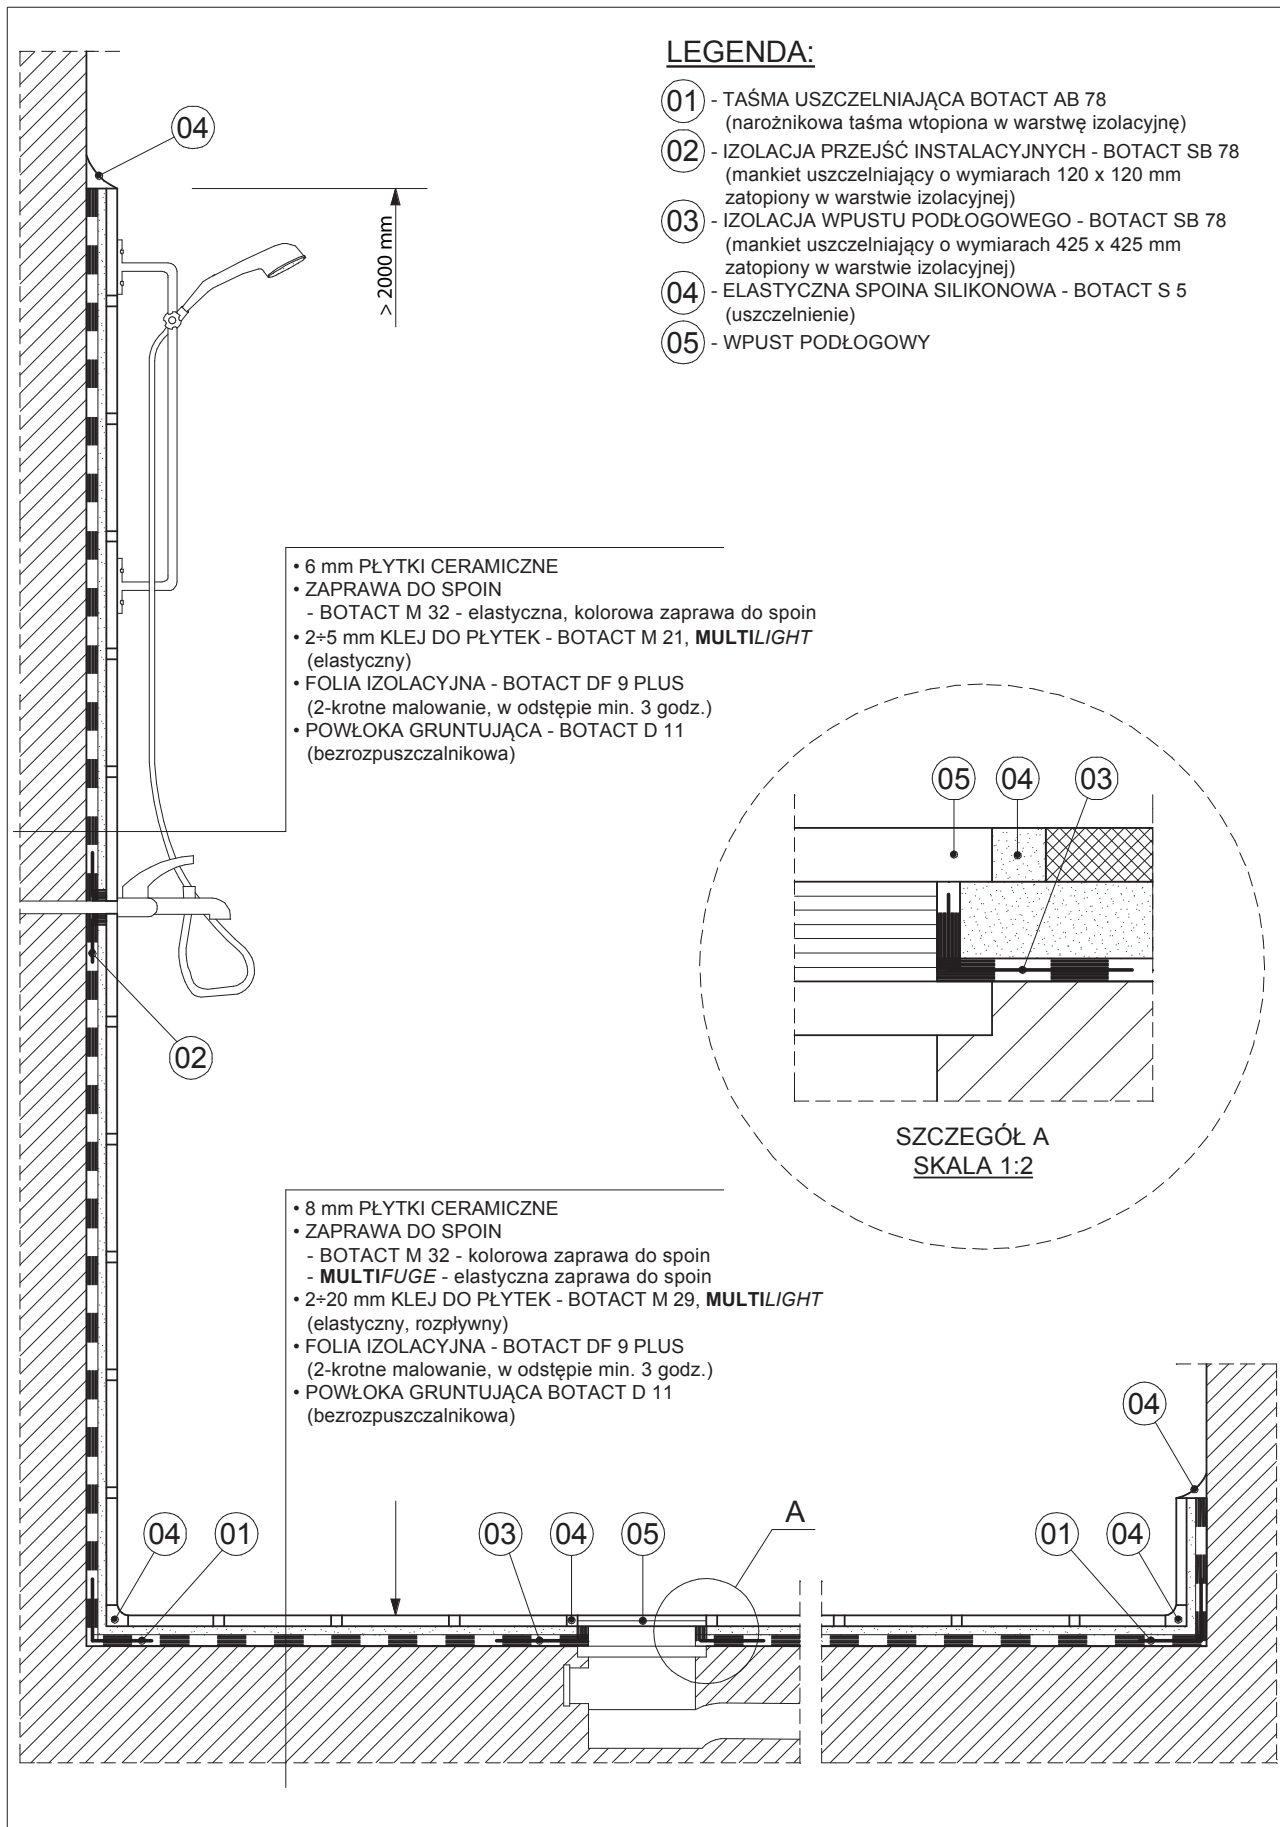 LEGENDA:
01 - TAŚMA USZCZELNIAJĄCA BOTACT AB 78
(narożnikowa taśma wtopiona w warstwę izolacyjnę)
02 - IZOLACJA PRZEJŚĆ INSTALACYJNYCH - BOTACT SB 78
(mankiet uszczelniający o wymiarach 120 x 120 mm
zatopiony w warstwie izolacyjnej)
03 - IZOLACJA WPUSTU PODŁOGOWEGO - BOTACT SB 78
(mankiet uszczelniający o wymiarach 425 x 425 mm
zatopiony w warstwie izolacyjnej)
04 - ELASTYCZNA SPOINA SILIKONOWA - BOTACT S 5
(uszczelnienie)
05 - WPUST PODŁOGOWY
04
> 2000 mm
• 6 mm PŁYTKI CERAMICZNE
• ZAPRAWA DO SPOIN
- BOTACT M 32 - elastyczna, kolorowa zaprawa do spoin
• 2÷5 mm KLEJ DO PŁYTEK - BOTACT M 21, MULTILIGHT
(elastyczny)
• FOLIA IZOLACYJNA - BOTACT DF 9 PLUS
(2-krotne malowanie, w odstępie min. 3 godz.)
• POWŁOKA GRUNTUJĄCA - BOTACT D 11
(bezrozpuszczalnikowa)
05 04 03
02
SZCZEGÓŁ A
SKALA 1:2
• 8 mm PŁYTKI CERAMICZNE
• ZAPRAWA DO SPOIN
- BOTACT M 32 - kolorowa zaprawa do spoin
- MULTIFUGE - elastyczna zaprawa do spoin
• 2÷20 mm KLEJ DO PŁYTEK - BOTACT M 29, MULTILIGHT
(elastyczny, rozpływny)
• FOLIA IZOLACYJNA - BOTACT DF 9 PLUS
(2-krotne malowanie, w odstępie min. 3 godz.)
• POWŁOKA GRUNTUJĄCA BOTACT D 11
(bezrozpuszczalnikowa)
04
A
04 01 03 04 05 01 04